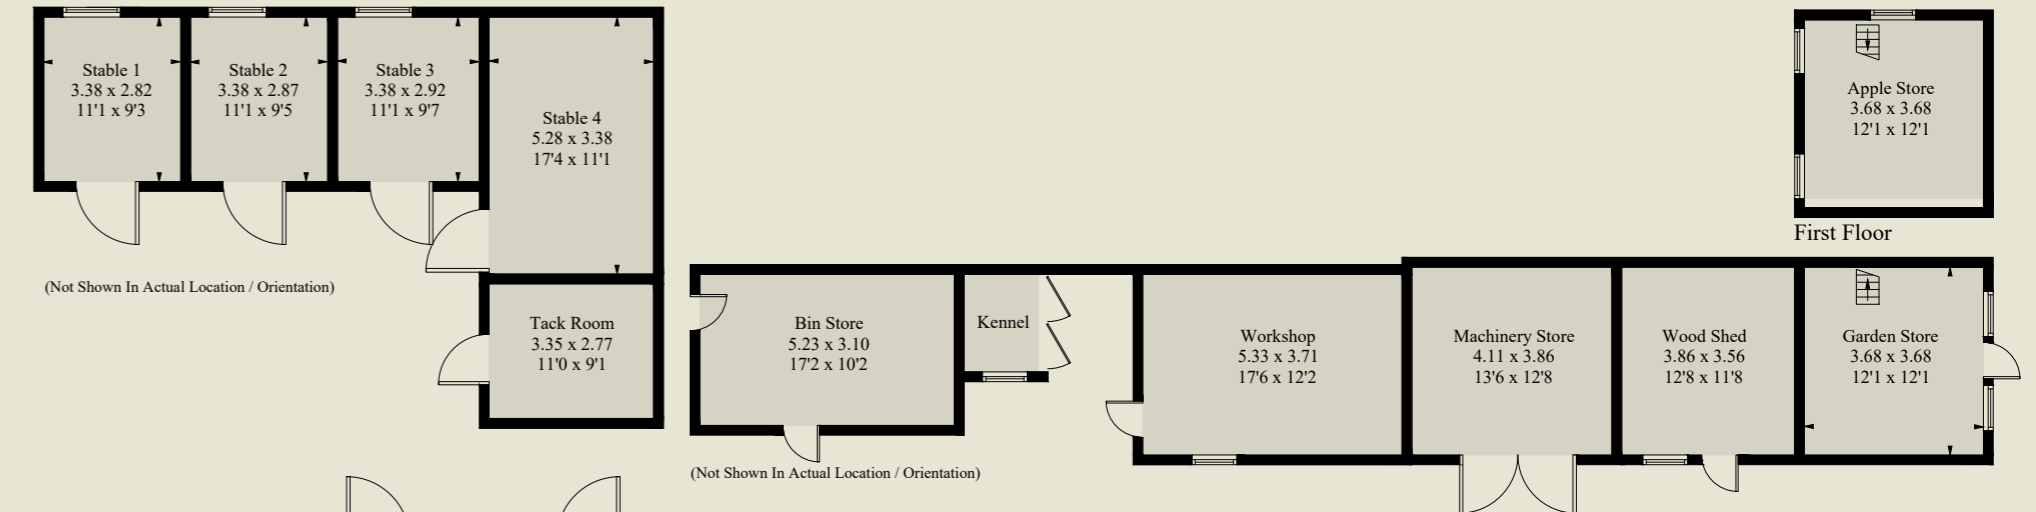 Stable 1
3.38 x 2.82
11'1 x 9'3
Stable 2
3.38 x 2.87
11'1 x 9'5
Stable 3
3.38 x 2.92
11'1 x 9'7
Stable 4
5.28 x 3.38
17'4 x 11'1
(Not Shown In Actual Location / Orientation)
Tack Room
3.35 x 2.77
11'0 x 9'1
Apple Store
3.68 x 3.68
12'1 x 12'1
First Floor
Bin Store
5.23 x 3.10
17'2 x 10'2
Kennel
Workshop
5.33 x 3.71
17'6 x 12'2
Machinery Store
4.11 x 3.86
13'6 x 12'8
Wood Shed
3.86 x 3.56
12'8 x 11'8
Garden Store
3.68 x 3.68
12'1 x 12'1
(Not Shown In Actual Location / Orientation)